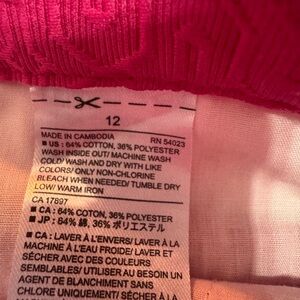 12
MADE IN CAMBODIA RN 54023
■ US : 64% COTTON, 36% POLYESTER
WASH INSIDE OUT/ MACHINE WASH
COLD/ WASH AND DRY WITH LIKE
COLORS/ ONLY NON-CHLORINE
BLEACH WHEN NEEDED/ TUMBLE DRY
LOW/ WARM IRON
CA 17897
■ CA : 64% COTTON, 36% POLYESTER
■ JP : 64% 綿, 36% ポリエステル
■ CA : LAVER À L'ENVERS/ LAVER À LA
MACHINE À L'EAU FROIDE/ LAVER ET
SÉCHER AVEC DES COULEURS
SEMBLABLES/ UTILISER AU BESOIN UN
AGENT DE BLANCHIMENT SANS
CHLORE UNIQUEMENT/ SÉCHER À LA